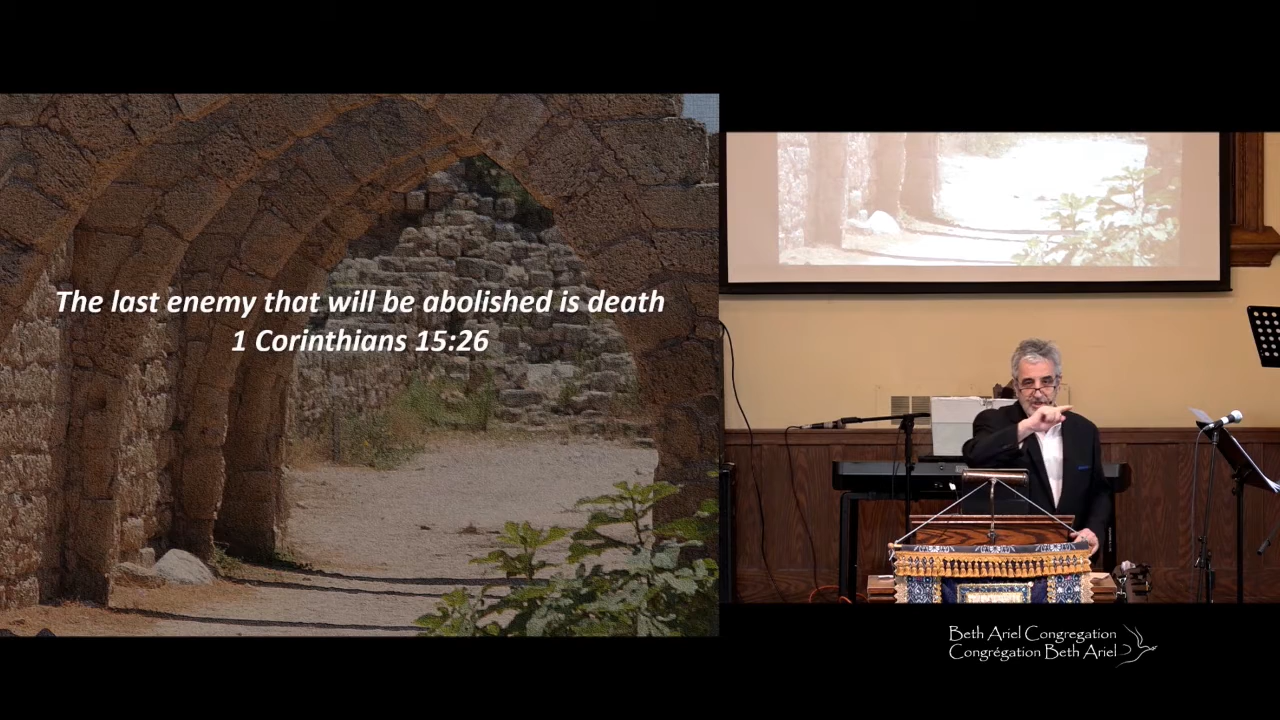 The last enemy that will be abolished is death
1 Corinthians 15:26
Beth Ariel Congregation
Congrégation Beth Ariel